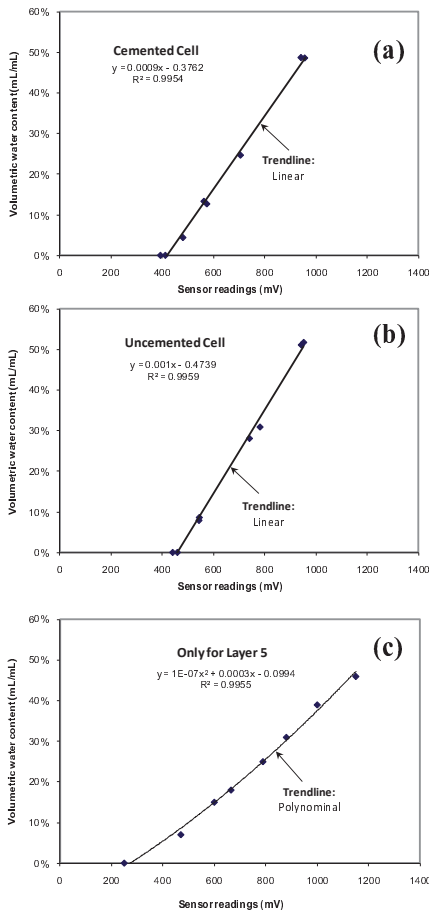 60%
50%
40%
30%
20%
10%
0%
Volumetric water content(mL/mL)
Cemented Cell
y = 0.0009x - 0.3762
R² = 0.9954
(a)
Trendline:
Linear
0 200 400 600 800 1000 1200 1400
Sensor readings (mV)
60%
50%
40%
30%
20%
10%
0%
Volumetric water content(mL/mL)
Uncemented Cell
y = 0.001x - 0.4739
R² = 0.9959
(b)
Trendline:
Linear
0 200 400 600 800 1000 1200 1400
Sensor readings (mV)
60%
50%
40%
30%
20%
10%
0%
Volumetric water content(mL/mL)
Only for Layer 5
y = 1E-07x² + 0.0003x - 0.0994
R² = 0.9955
(c)
Trendline:
Polynominal
0 200 400 600 800 1000 1200 1400
Sensor readings (mV)